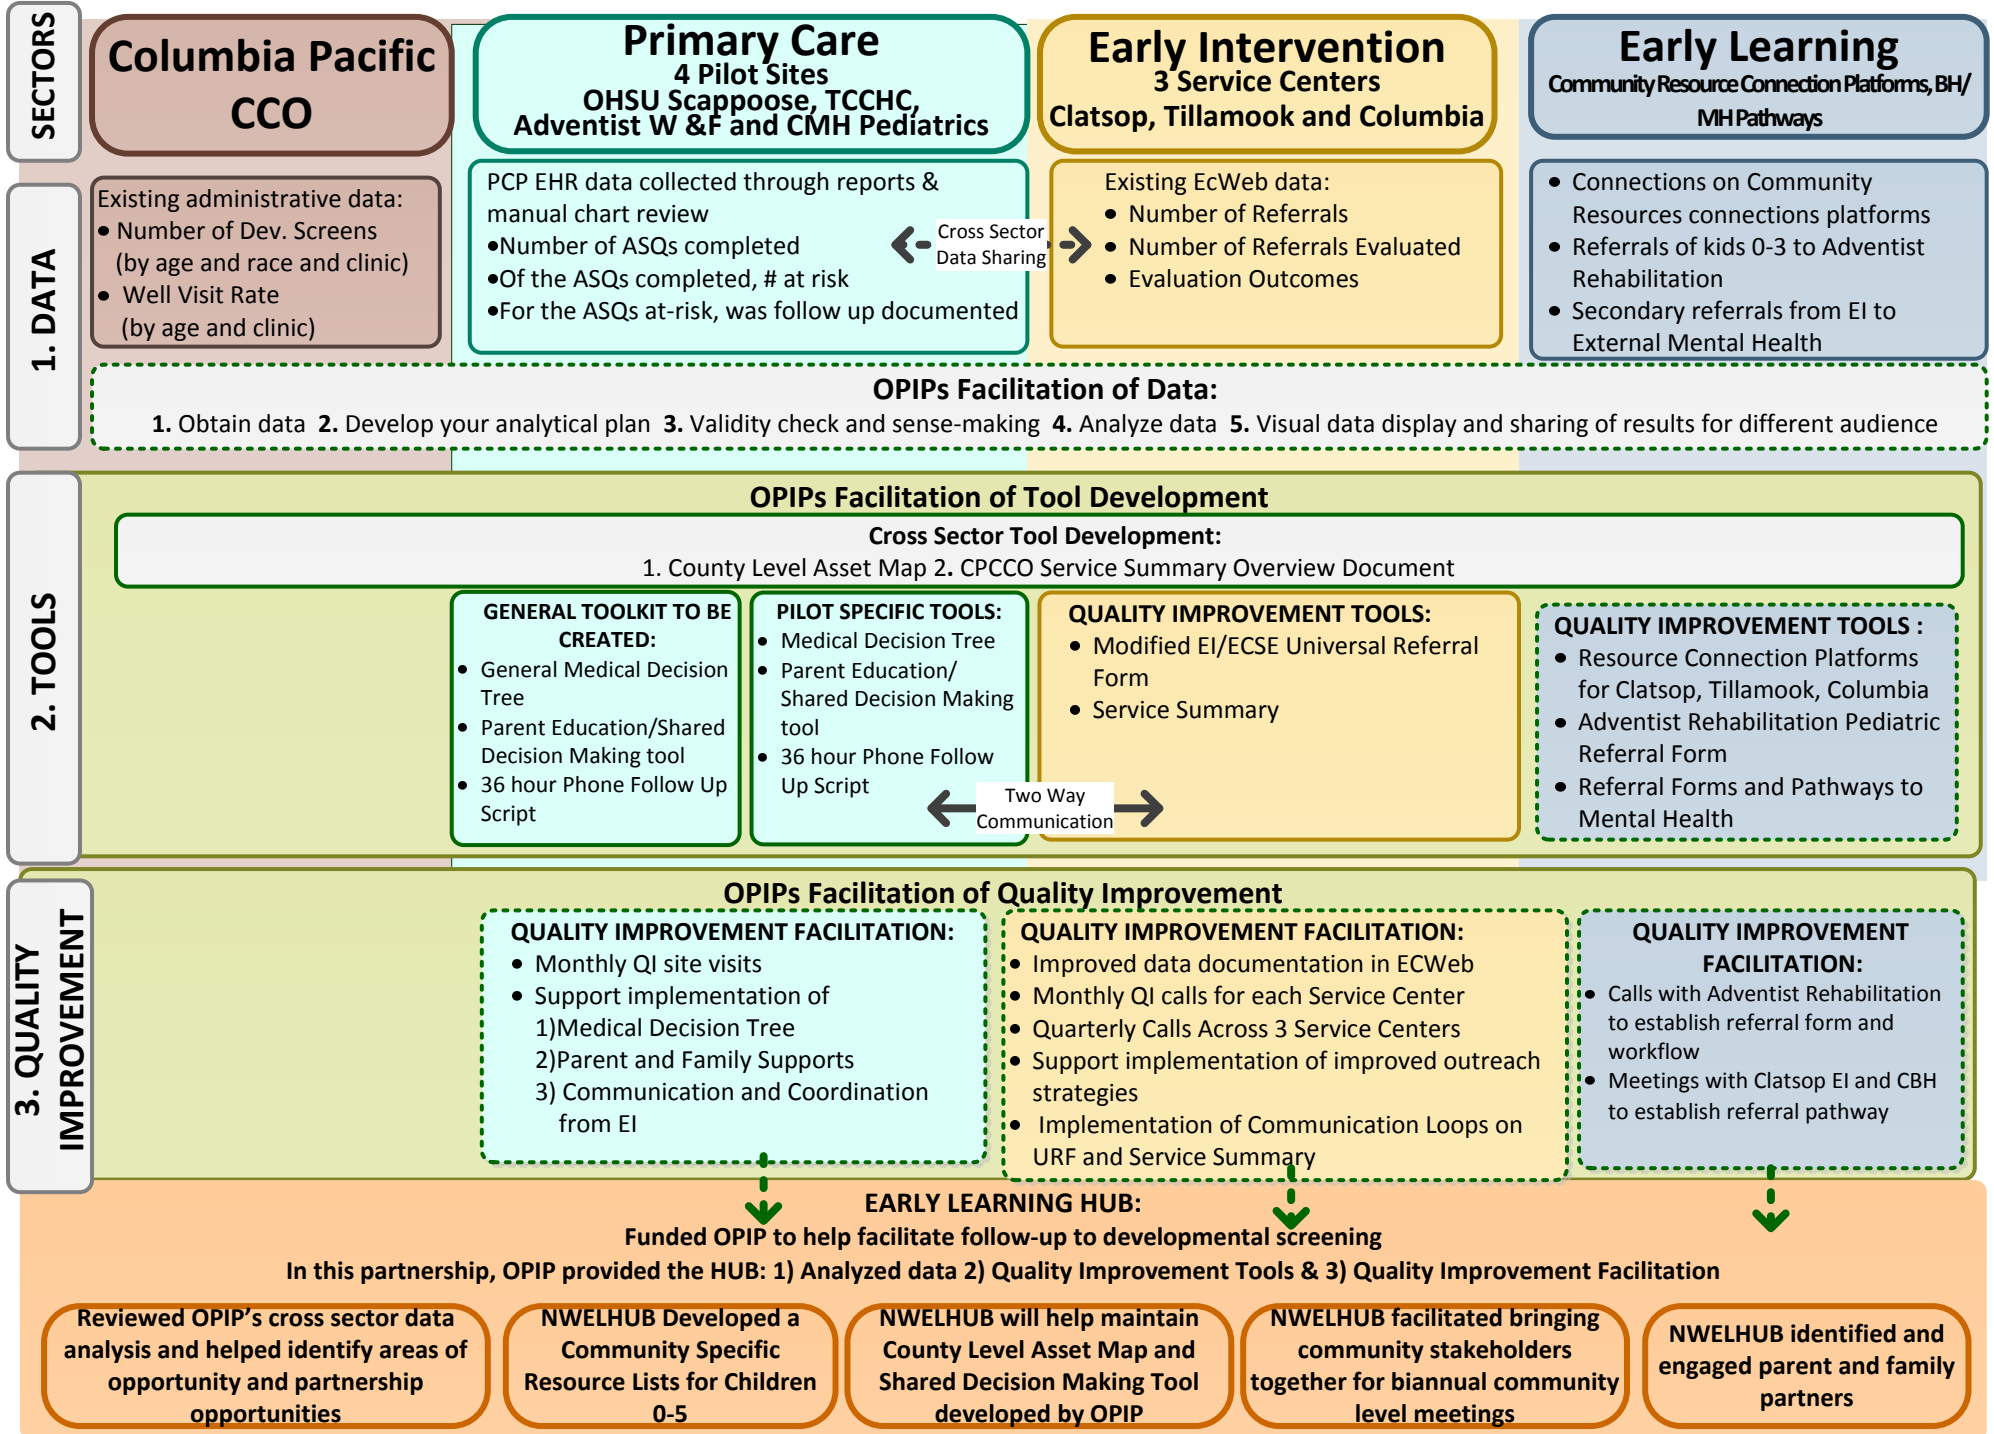 SECTORS
Columbia Pacific
CCO
Primary Care
4 Pilot Sites
OHSU Scappoose, TCCHC,
Adventist W &F and CMH Pediatrics
Early Intervention
3 Service Centers
Clatsop, Tillamook and Columbia
Early Learning
Community Resource Connection Platforms, BH/
MH Pathways
1. DATA
Existing administrative data:
• Number of Dev. Screens
(by age and race and clinic)
• Well Visit Rate
(by age and clinic)
PCP EHR data collected through reports &
manual chart review
•Number of ASQs completed
•Of the ASQs completed, # at risk
•For the ASQs at-risk, was follow up documented
Cross Sector
Data Sharing
Existing EcWeb data:
• Number of Referrals
• Number of Referrals Evaluated
• Evaluation Outcomes
• Connections on Community
Resources connections platforms
• Referrals of kids 0-3 to Adventist
Rehabilitation
• Secondary referrals from EI to
External Mental Health
OPIPs Facilitation of Data:
1. Obtain data 2. Develop your analytical plan 3. Validity check and sense-making 4. Analyze data 5. Visual data display and sharing of results for different audience
2. TOOLS
OPIPs Facilitation of Tool Development
Cross Sector Tool Development:
1. County Level Asset Map 2. CPCCO Service Summary Overview Document
GENERAL TOOLKIT TO BE
CREATED:
• General Medical Decision
Tree
• Parent Education/Shared
Decision Making tool
• 36 hour Phone Follow Up
Script
PILOT SPECIFIC TOOLS:
• Medical Decision Tree
• Parent Education/
Shared Decision Making
tool
• 36 hour Phone Follow
Up Script
Two Way
Communication
QUALITY IMPROVEMENT TOOLS:
• Modified EI/ECSE Universal Referral
Form
• Service Summary
QUALITY IMPROVEMENT TOOLS :
• Resource Connection Platforms
for Clatsop, Tillamook, Columbia
• Adventist Rehabilitation Pediatric
Referral Form
• Referral Forms and Pathways to
Mental Health
3. QUALITY
IMPROVEMENT
OPIPs Facilitation of Quality Improvement
QUALITY IMPROVEMENT FACILITATION:
• Monthly QI site visits
• Support implementation of
1)Medical Decision Tree
2)Parent and Family Supports
3) Communication and Coordination
from EI
QUALITY IMPROVEMENT FACILITATION:
• Improved data documentation in ECWeb
• Monthly QI calls for each Service Center
• Quarterly Calls Across 3 Service Centers
• Support implementation of improved outreach
strategies
• Implementation of Communication Loops on
URF and Service Summary
QUALITY IMPROVEMENT
FACILITATION:
• Calls with Adventist Rehabilitation
to establish referral form and
workflow
• Meetings with Clatsop EI and CBH
to establish referral pathway
EARLY LEARNING HUB:
Funded OPIP to help facilitate follow-up to developmental screening
In this partnership, OPIP provided the HUB: 1) Analyzed data 2) Quality Improvement Tools & 3) Quality Improvement Facilitation
Reviewed OPIP's cross sector data
analysis and helped identify areas of
opportunity and partnership
opportunities
NWELHUB Developed a
Community Specific
Resource Lists for Children
0-5
NWELHUB will help maintain
County Level Asset Map and
Shared Decision Making Tool
developed by OPIP
NWELHUB facilitated bringing
community stakeholders
together for biannual community
level meetings
NWELHUB identified and
engaged parent and family
partners